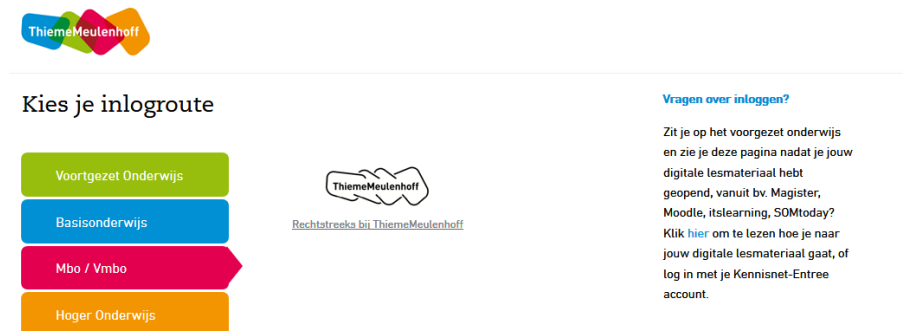 ThiemeMeulenhoff
Kies je inlogroute
Voortgezet Onderwijs
Basisonderwijs
Mbo / Vmbo
Hoger Onderwijs
ThiemeMeulenhoff
Rechtstreeks bij ThiemeMeulenhoff
Vragen over inloggen?
Zit je op het voorgezet onderwijs
en zie je deze pagina nadat je jouw
digitale lesmateriaal hebt
geopend, vanuit bv. Magister,
Moodle, itslearning, SOMtoday?
Klik hier om te lezen hoe je naar
jouw digitale lesmateriaal gaat, of
log in met je Kennisnet-Entree
account.